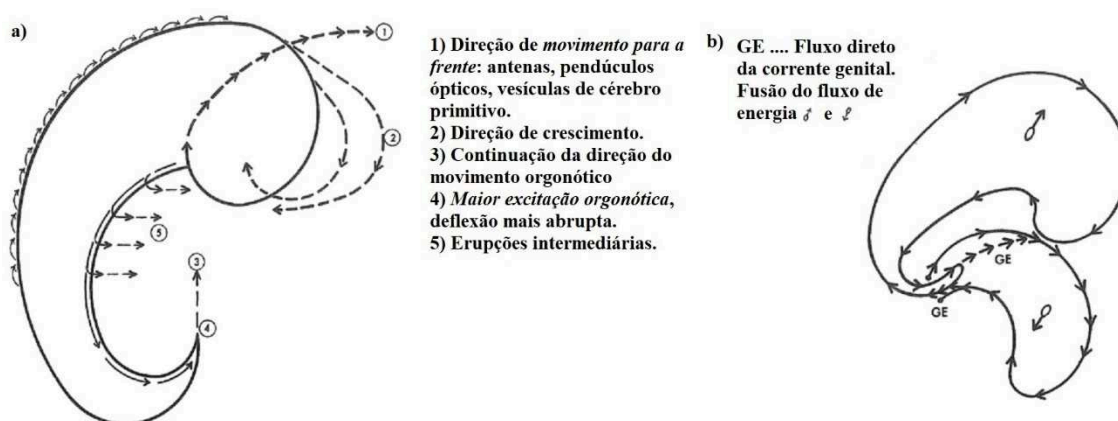 a)
1
2
3
4
5
1) Direção de movimento para a
frente: antenas, pendúculos
ópticos, vesículas de cérebro
primitivo.
2) Direção de crescimento.
3) Continuação da direção do
movimento orgonótico
4) Maior excitação orgonótica,
deflexão mais abrupta.
5) Erupções intermediárias.
b)
GE .... Fluxo direto
da corrente genital.
Fusão do fluxo de
energia ♂ e ♀
GE
GE